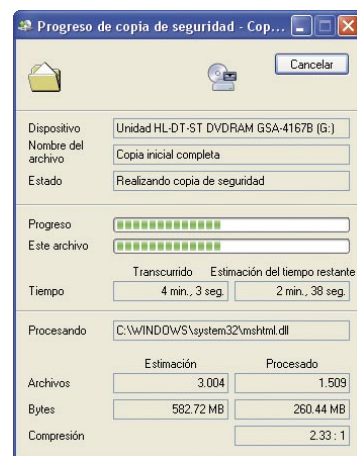 Progreso de copia de seguridad - Cop...
Cancelar
Dispositivo Unidad HL-DT-ST DVDRAM GSA-4167B (G:)
Nombre del
archivo Copia inicial completa
Estado Realizando copia de seguridad
Progreso
Este archivo
Transcurrido Estimación del tiempo restante
Tiempo 4 min., 3 seg. 2 min., 38 seg.
Procesando C:\WINDOWS\system32\mshtml.dll
Estimación Procesado
Archivos 3.004 1.509
Bytes 582.72 MB 260.44 MB
Compresión 2.33 : 1